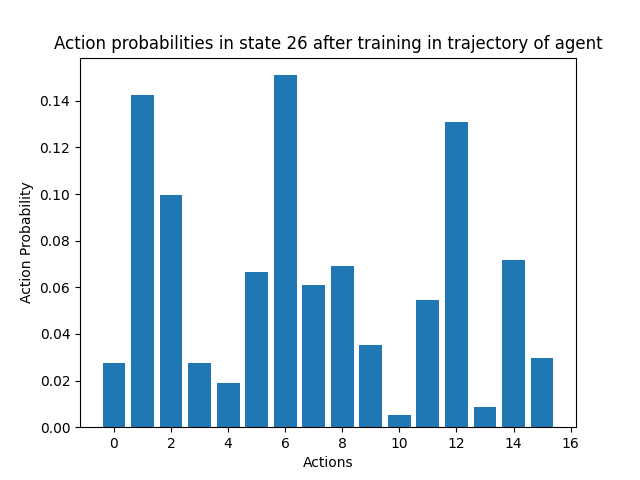 Action probabilities in state 26 after training in trajectory of agent
0.14
0.12
0.10
0.08
0.06
0.04
0.02
0.00
Action Probability
0 2 4 6 8 10 12 14 16
Actions